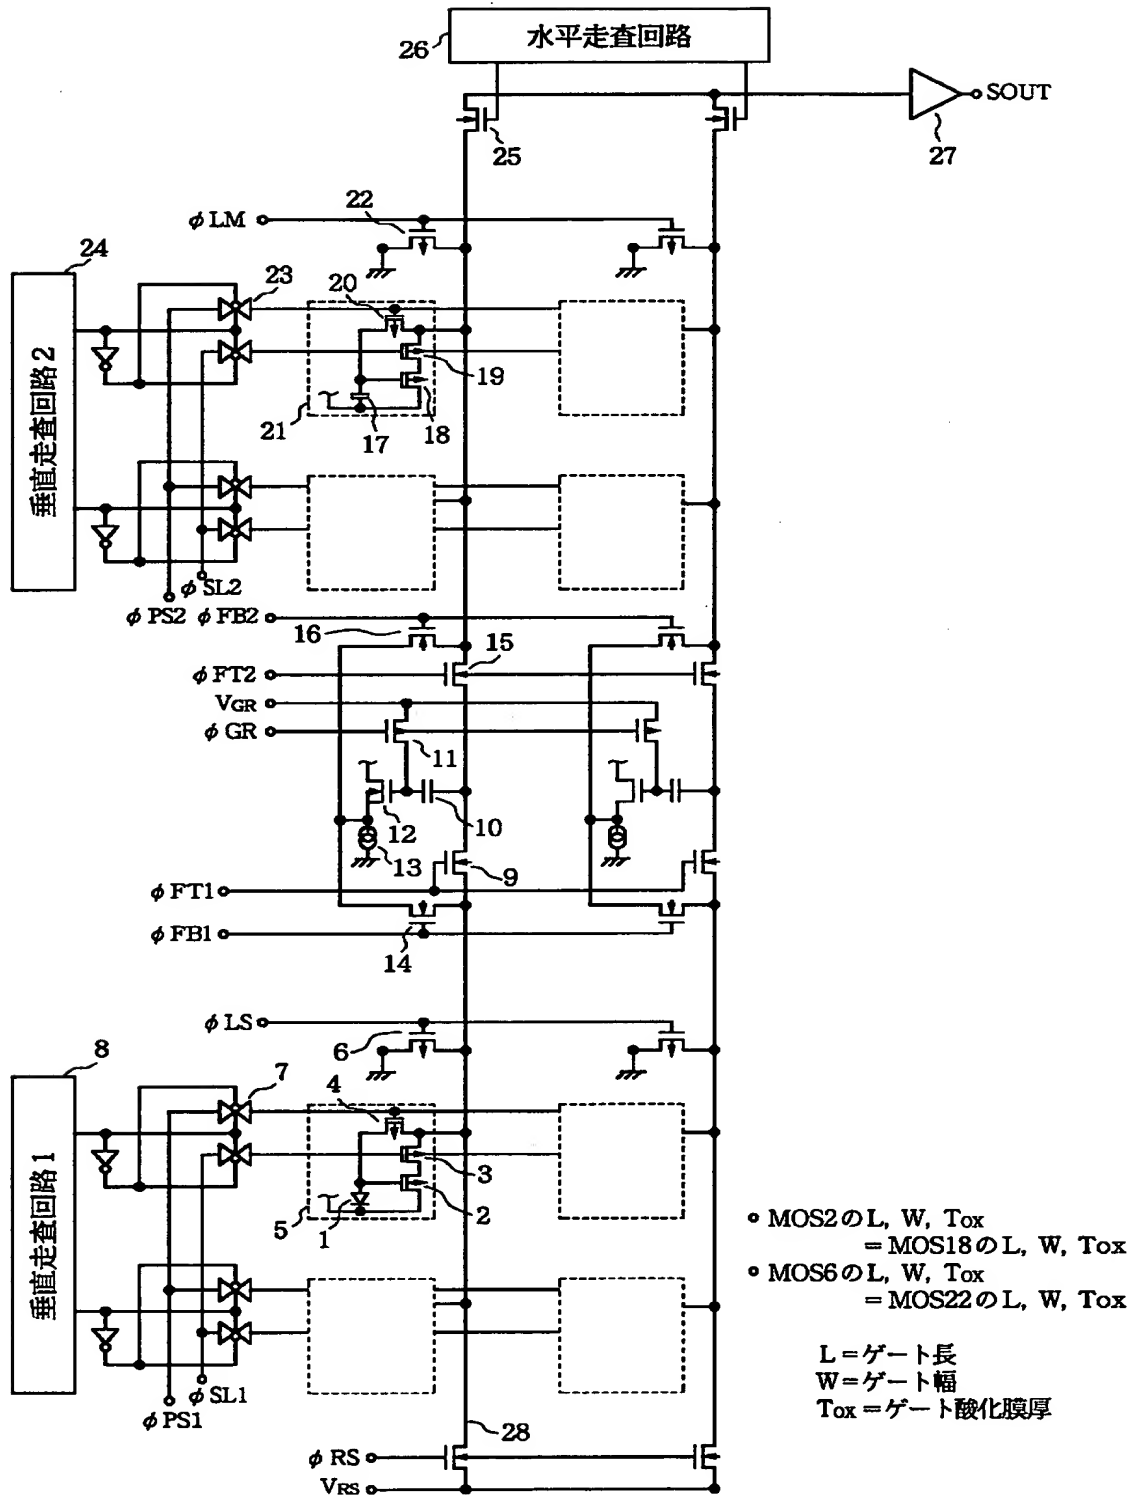 水平走査回路
26
SOUT
25
27
22
φLM
24
23
20
19
21
17
18
垂直走査回路2
φSL2
φPS2
φFB2
16
15
φFT2
VGR
φGR
11
12
10
13
9
φFT1
φFB1
14
φLS
6
8
7
4
3
5
1
2
垂直走査回路1
MOS2のL, W, Tox
=MOS18のL, W, Tox
MOS6のL, W, Tox
=MOS22のL, W, Tox
L=ゲート長
W=ゲート幅
Tox=ゲート酸化膜厚
φSL1
φPS1
28
φRS
VRS